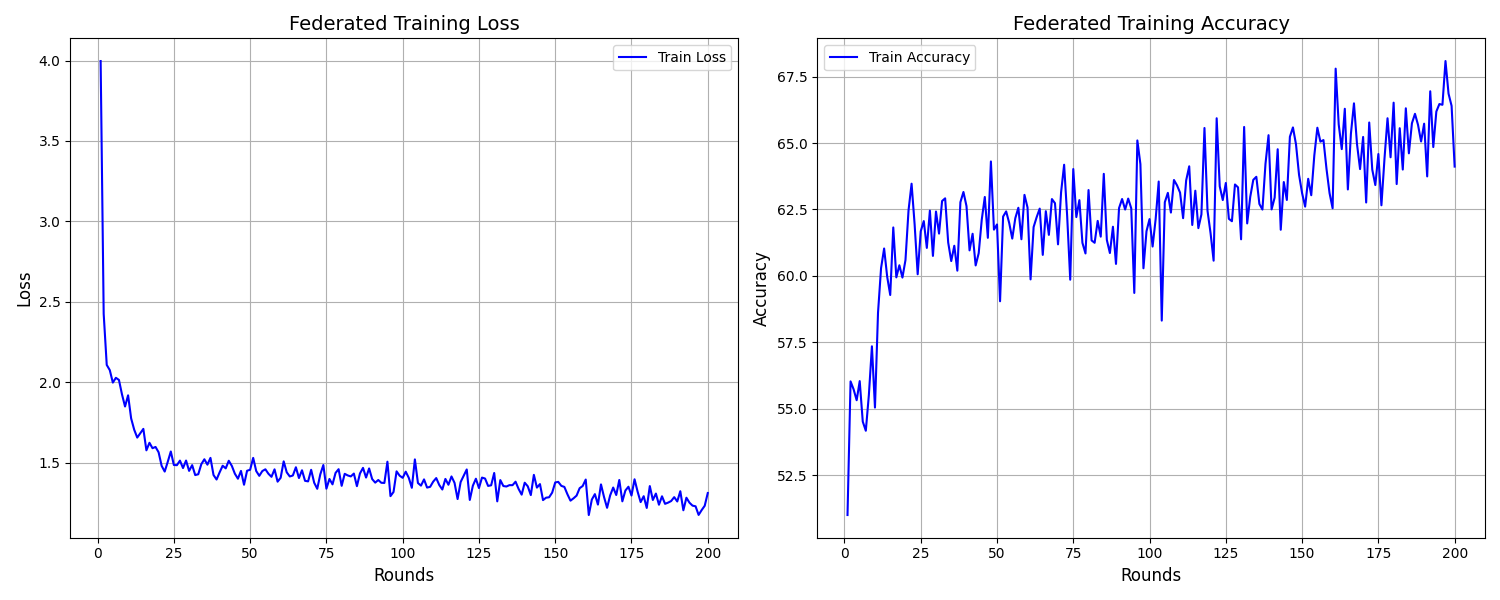 Federated Training Loss
Train Loss
Loss
4.0
3.5
3.0
2.5
2.0
1.5
0 25 50 75 100 125 150 175 200
Rounds
Federated Training Accuracy
Train Accuracy
Accuracy
67.5
65.0
62.5
60.0
57.5
55.0
52.5
0 25 50 75 100 125 150 175 200
Rounds